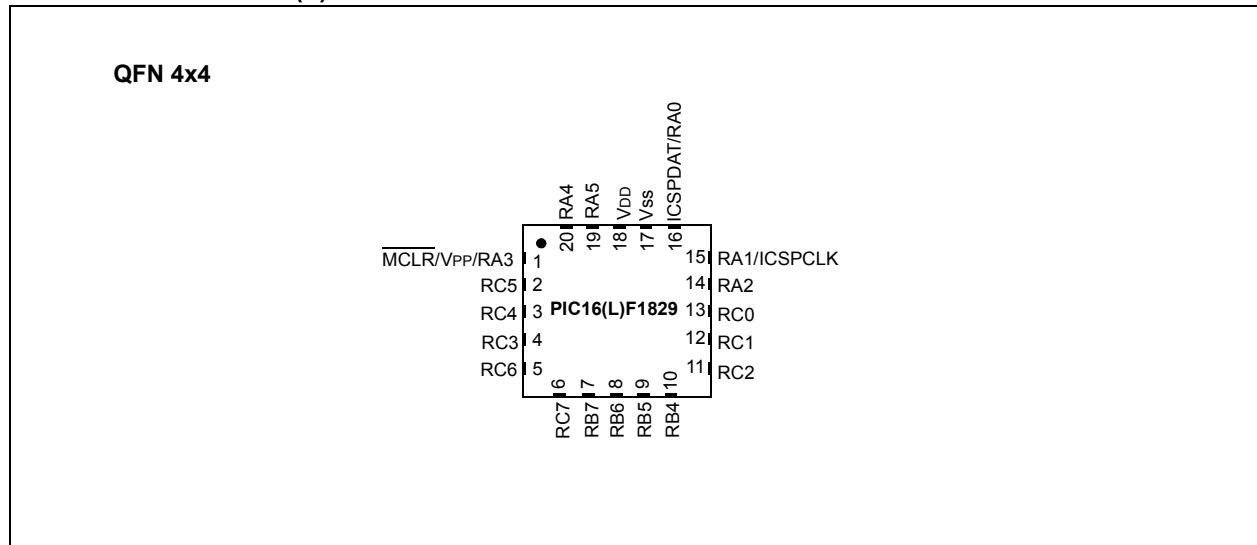 QFN 4x4
20 RA4
19 RA5
18 VDD
17 Vss
16 ICSPDAT/RA0
MCLR/VPP/RA3 1
RC5 2
RC4 3
RC3 4
RC6 5
PIC16(L)F1829
15 RA1/ICSPCLK
14 RA2
13 RC0
12 RC1
11 RC2
RC7 6
RB7 7
RB6 8
RB5 9
RB4 10